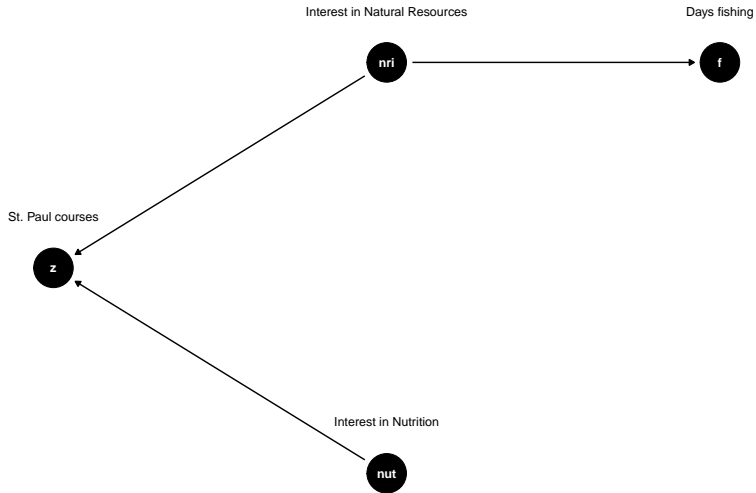 Interest in Natural Resources
Days fishing
nri
f
St. Paul courses
z
Interest in Nutrition
nut